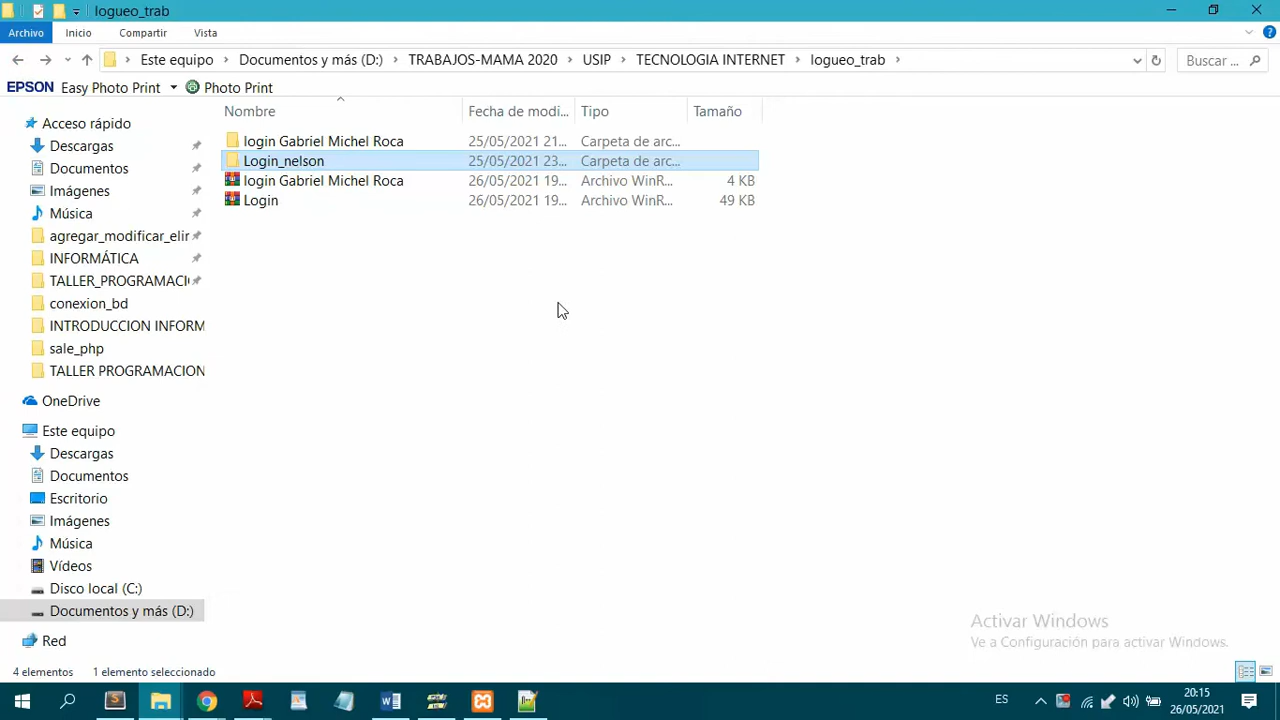 logueo_trab
Archivo Inicio Compartir Vista
Este equipo Documentos y más (D:) TRABAJOS-MAMA 2020 USIP TECNOLOGIA INTERNET logueo_trab Buscar ...
EPSON Easy Photo Print Photo Print
Nombre Fecha de modi... Tipo Tamaño
login Gabriel Michel Roca 25/05/2021 21... Carpeta de arc...
Login_nelson 25/05/2021 23... Carpeta de arc...
login Gabriel Michel Roca 26/05/2021 19... Archivo WinR... 4 KB
Login 26/05/2021 19... Archivo WinR... 49 KB
Acceso rápido
Descargas
Documentos
Imágenes
Música
agregar_modificar_elir
INFORMÁTICA
TALLER_PROGRAMACI
conexion_bd
INTRODUCCION INFORM
sale_php
TALLER PROGRAMACION
OneDrive
Este equipo
Descargas
Documentos
Escritorio
Imágenes
Música
Vídeos
Disco local (C:)
Documentos y más (D:)
Red
Activar Windows
Ve a Configuración para activar Windows.
4 elementos 1 elemento seleccionado
ES
20:15
26/05/2021